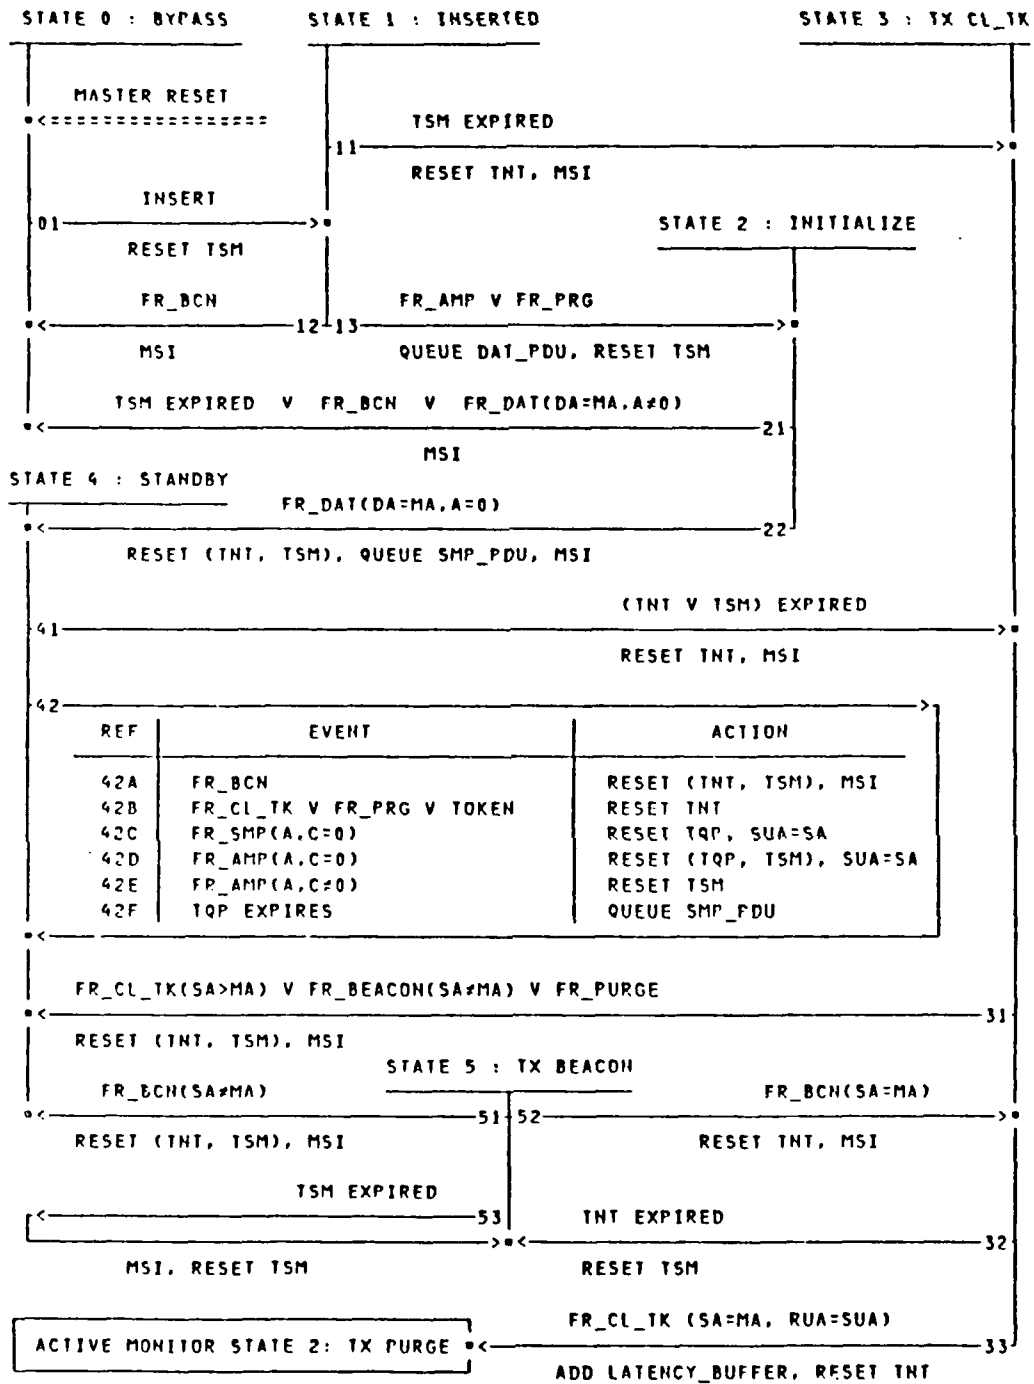 STATE 0 : BYPASS STATE 1 : INSERTED STATE 3 : TX CL_TK
MASTER RESET
TSM EXPIRED
11
RESET TNT, MSI
INSERT
01
STATE 2 : INITIALIZE
RESET TSM
FR_BCN FR_AMP V FR_PRG
12 13
MSI QUEUE DAT_PDU, RESET TSM
TSM EXPIRED V FR_BCN V FR_DAT(DA=MA,A≠0)
21
MSI
STATE 4 : STANDBY
FR_DAT(DA=MA,A=0)
22
RESET (TNT, TSM), QUEUE SMP_PDU, MSI
(TNT V TSM) EXPIRED
41
RESET TNT, MSI
42
REF EVENT ACTION
42A FR_BCN RESET (TNT, TSM), MSI
42B FR_CL_TK V FR_PRG V TOKEN RESET TNT
42C FR_SMP(A,C=0) RESET TQP, SUA=SA
42D FR_AMP(A,C=0) RESET (TQP, TSM), SUA=SA
42E FR_AMP(A,C≠0) RESET TSM
42F TQP EXPIRES QUEUE SMP_PDU
FR_CL_TK(SA>MA) V FR_BEACON(SA≠MA) V FR_PURGE
31
RESET (TNT, TSM), MSI
STATE 5 : TX BEACON
FR_BCN(SA≠MA) FR_BCN(SA=MA)
51 52
RESET (TNT, TSM), MSI RESET TNT, MSI
TSM EXPIRED
53 TNT EXPIRED
32
MSI, RESET TSM RESET TSM
FR_CL_TK (SA=MA, RUA=SUA)
ACTIVE MONITOR STATE 2: TX PURGE 33
ADD LATENCY_BUFFER, RESET TNT